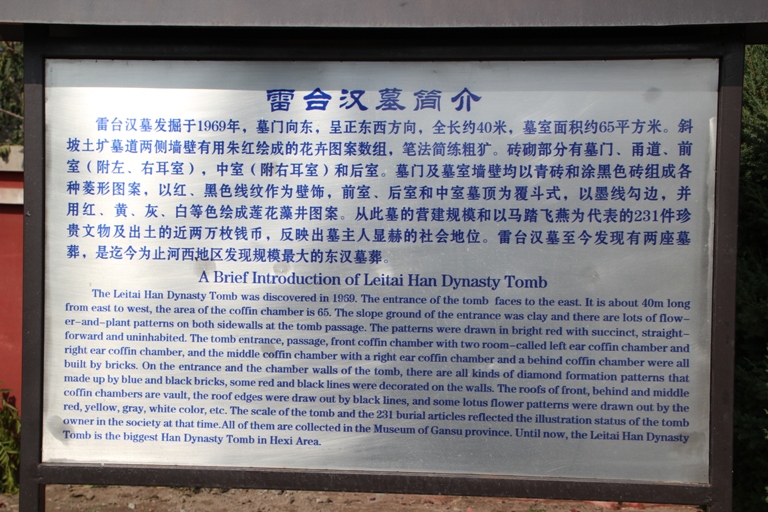 雷台汉墓简介
雷台汉墓发掘于1969年，墓门向东，呈正东西方向，全长约40米，墓室面积约65平方米。斜
坡土圹墓道两侧墙壁有用朱红绘成的花卉图案数组，笔法简练粗犷。砖砌部分有墓门、甬道、前
室（附左、右耳室），中室（附右耳室）和后室。墓门及墓室墙壁均以青砖和涂黑色砖组成各
种菱形图案，以红、黑色线纹作为壁饰，前室、后室和中室墓顶为覆斗式，以墨线勾边，并
用红、黄、灰、白等色绘成莲花藻井图案。从此墓的营建规模和以马踏飞燕为代表的231件珍
贵文物及出土的近两万枚钱币，反映出墓主人显赫的社会地位。雷台汉墓至今发现有两座墓
葬，是迄今为止河西地区发现规模最大的东汉墓葬。
A Brief Introduction of Leitai Han Dynasty Tomb
The Leitai Han Dynasty Tomb was discovered in 1969. The entrance of the tomb faces to the east. It is about 40m long
from east to west, the area of the coffin chamber is 65. The slope ground of the entrance was clay and there are lots of flow-
er-and-plant patterns on both sidewalls at the tomb passage. The patterns were drawn in bright red with succinct, straight-
forward and uninhabited. The tomb entrance, passage, front coffin chamber with two room-called left ear coffin chamber and
right ear coffin chamber, and the middle coffin chamber with a right ear coffin chamber and a behind coffin chamber were all
built by bricks. On the entrance and the chamber walls of the tomb, there are all kinds of diamond formation patterns that
made up by blue and black bricks, some red and black lines were decorated on the walls. The roofs of front, behind and middle
coffin chambers are vault, the roof edges were draw out by black lines, and some lotus flower patterns were drawn out by the
red, yellow, gray, white color, etc. The scale of the tomb and the 231 burial articles reflected the illustration status of the tomb
owner in the society at that time.All of them are collected in the Museum of Gansu province. Until now, the Leitai Han Dynasty
Tomb is the biggest Han Dynasty Tomb in Hexi Area.